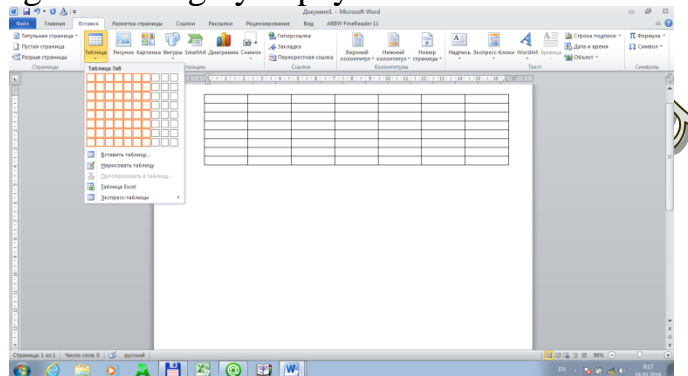 Документ1 - Microsoft Word
Файл Главная Вставка Разметка страницы Ссылки Рассылки Рецензирование Вид ABBYY FineReader 11
Титульная страница
Пустая страница
Разрыв страницы
Страницы
Таблица Рисунок Картинка Фигуры SmartArt Диаграмма Снимок
Гиперссылка
Закладка
Перекрестная ссылка
Ссылки
Верхний колонтитул Нижний колонтитул Номер страницы
Колонтитулы
Надпись Экспресс-блоки WordArt Буквица
Строка подписи
Дата и время
Объект
Текст
Формула
Символ
Символы
Таблица 7x8
Вставить таблицу...
Нарисовать таблицу
Преобразовать в таблицу...
Таблица Excel
Экспресс-таблицы
Страница: 1 из 1 Число слов: 0 русский
98%
EN
9:17